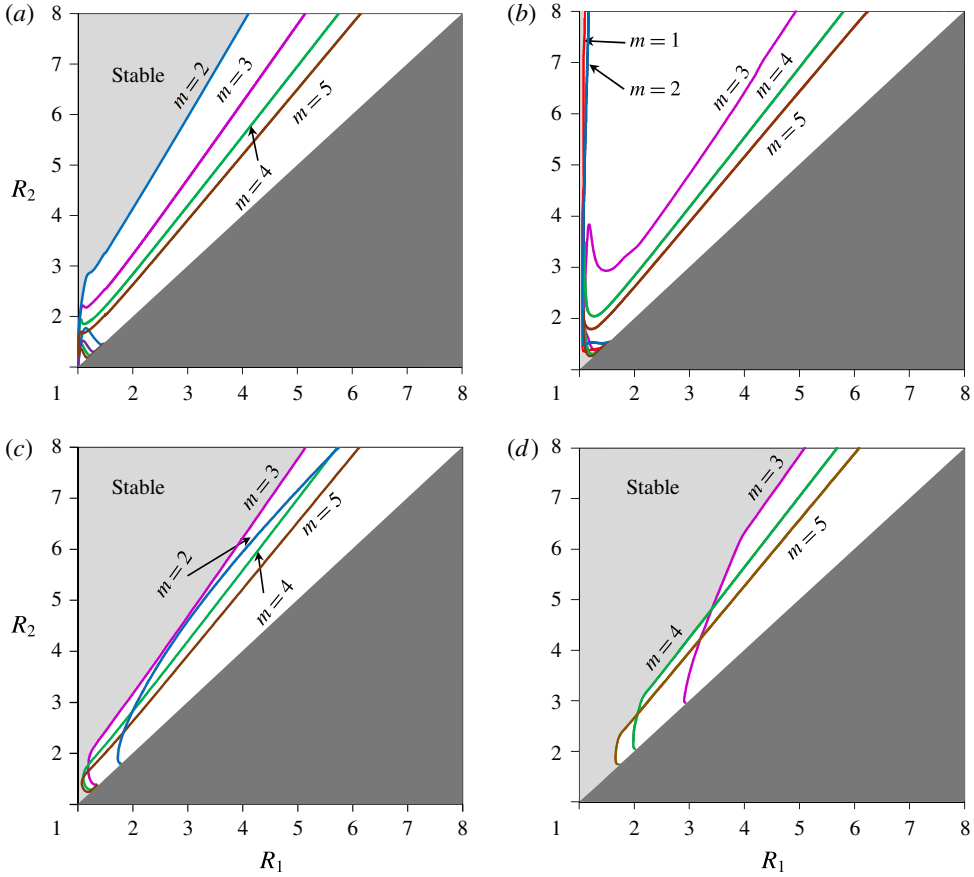 (a)
8
7
6
5
4
3
2
1
R2
Stable
m = 2
m = 3
m = 5
m = 4
2 3 4 5 6 7 8
(b)
8
7
6
5
4
3
2
1
m = 1
m = 2
m = 3
m = 4
m = 5
2 3 4 5 6 7 8
(c)
8
7
6
5
4
3
2
1
R2
Stable
m = 3
m = 5
m = 2
m = 4
2 3 4 5 6 7 8
R1
(d)
8
7
6
5
4
3
2
1
Stable
m = 3
m = 5
m = 4
2 3 4 5 6 7 8
R1